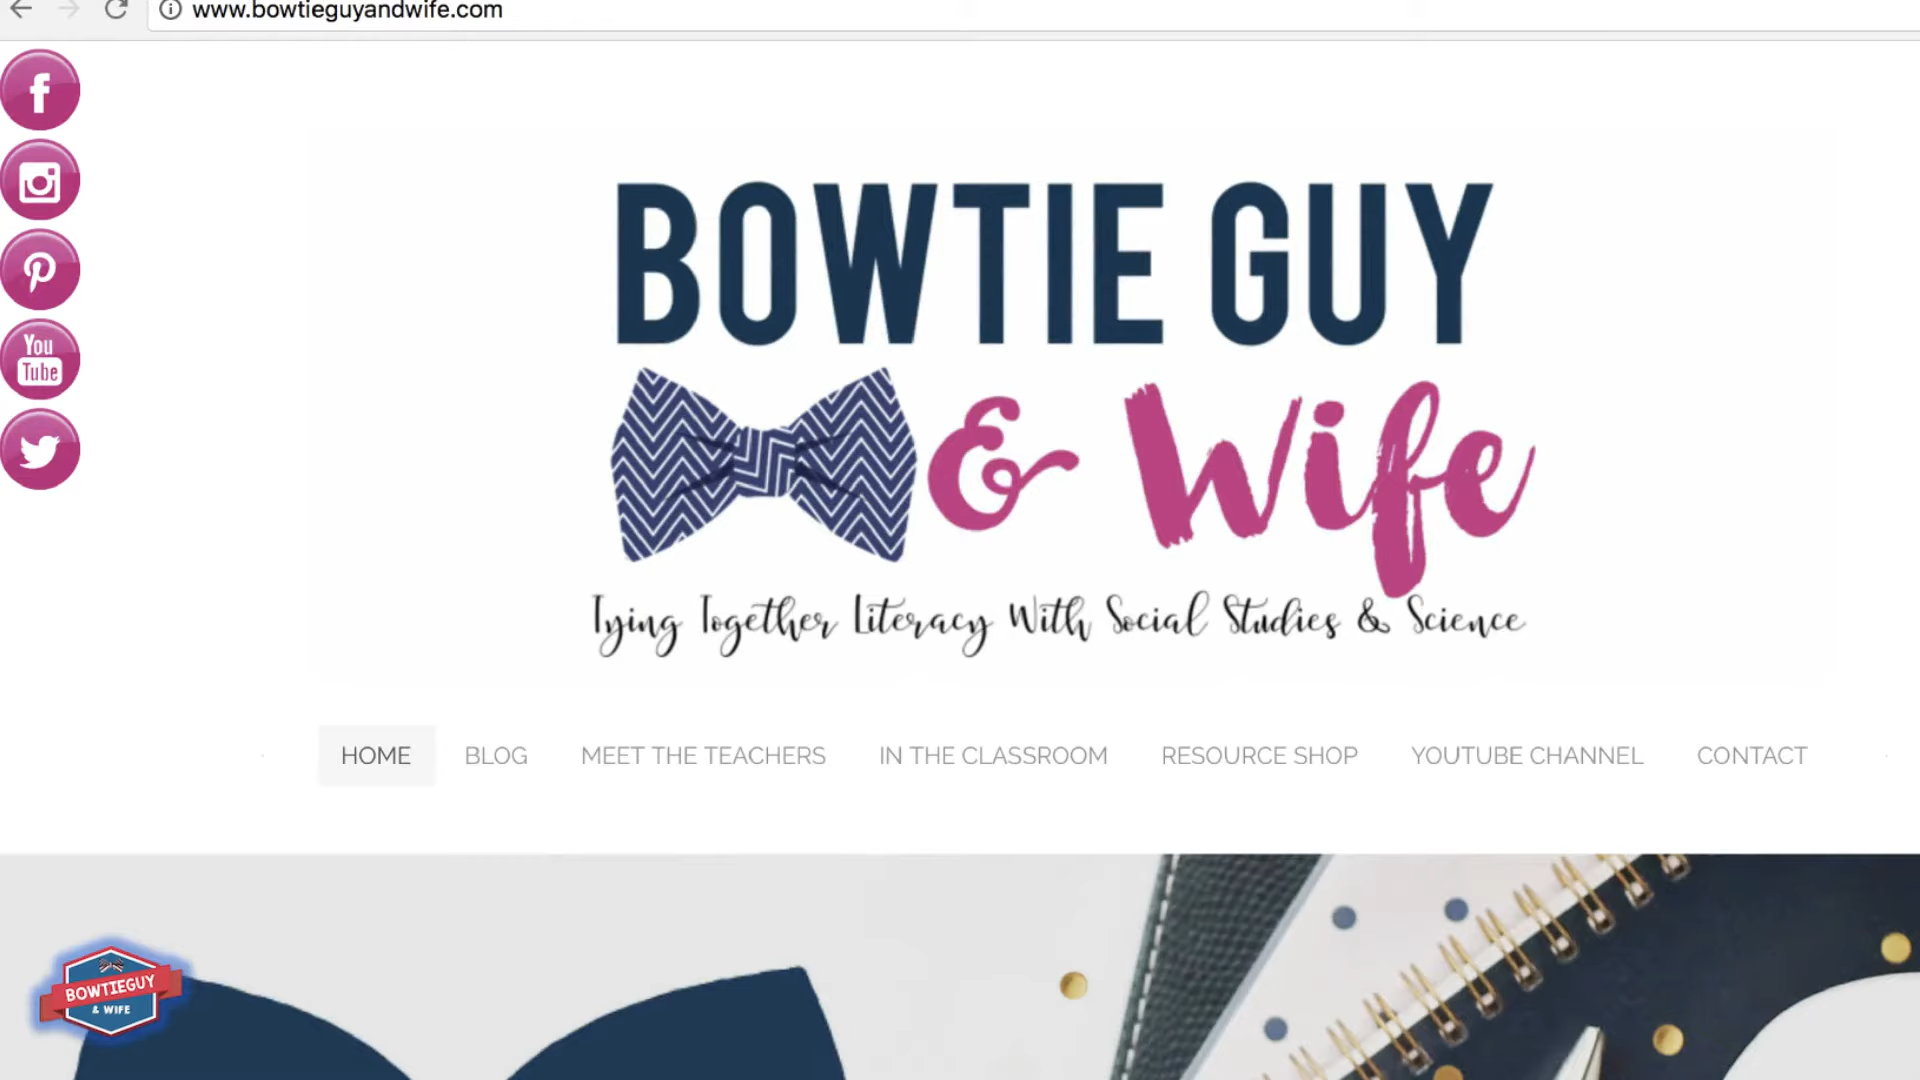 www.bowtieguyandwife.com
f
You
Tube
BOWTIE GUY
& Wife
Tying Together Literacy With Social Studies & Science
HOME BLOG MEET THE TEACHERS IN THE CLASSROOM RESOURCE SHOP YOUTUBE CHANNEL CONTACT
BOWTIEGUY
& WIFE